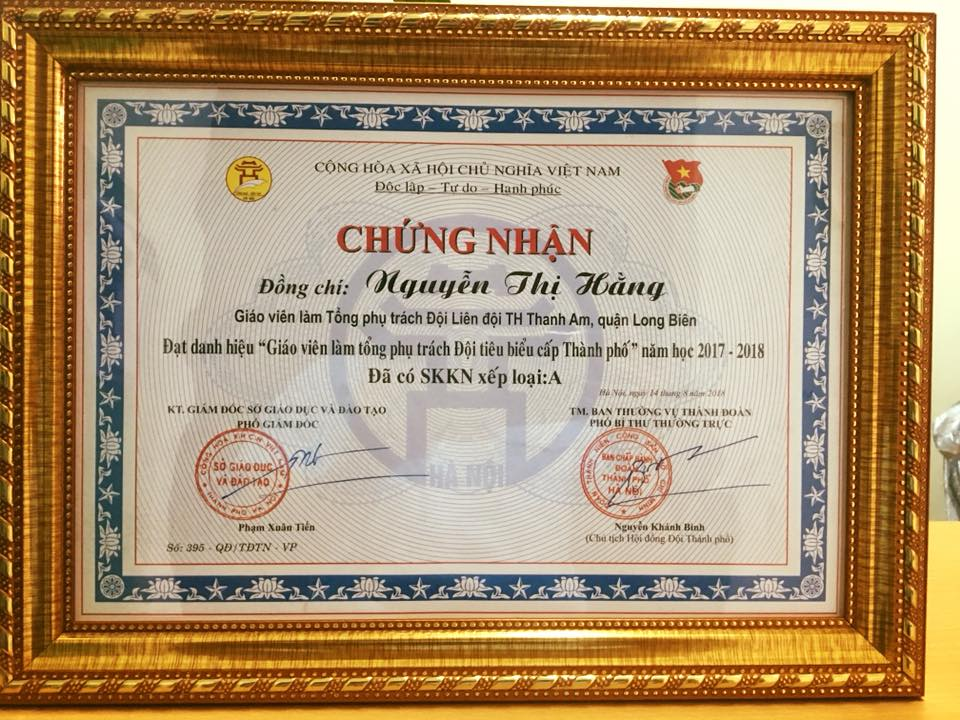 CỘNG HÒA XÃ HỘI CHỦ NGHĨA VIỆT NAM
Độc lập – Tự do – Hạnh phúc
CHỨNG NHẬN
Đồng chí: Nguyễn Thị Hằng
Giáo viên làm Tổng phụ trách Đội Liên đội TH Thanh Am, quận Long Biên
Đạt danh hiệu “Giáo viên làm tổng phụ trách Đội tiêu biểu cấp Thành phố” năm học 2017 - 2018
Đã có SKKN xếp loại:A
Hà Nội, ngày 14 tháng 8 năm 2018
KT. GIÁM ĐỐC SỞ GIÁO DỤC VÀ ĐÀO TẠO
PHÓ GIÁM ĐỐC
TM. BAN THƯỜNG VỤ THÀNH ĐOÀN
PHÓ BÍ THƯ THƯỜNG TRỰC
SỞ GIÁO DỤC
VÀ ĐÀO TẠO
THÀNH PHỐ HÀ NỘI
BAN CHẤP HÀNH
ĐOÀN
THÀNH PHỐ
HÀ NỘI
HÀ NỘI
Phạm Xuân Tiến
Nguyễn Khánh Bình
(Chủ tịch Hội đồng Đội Thành phố)
Số: 395 - QĐ/TĐTN - VP